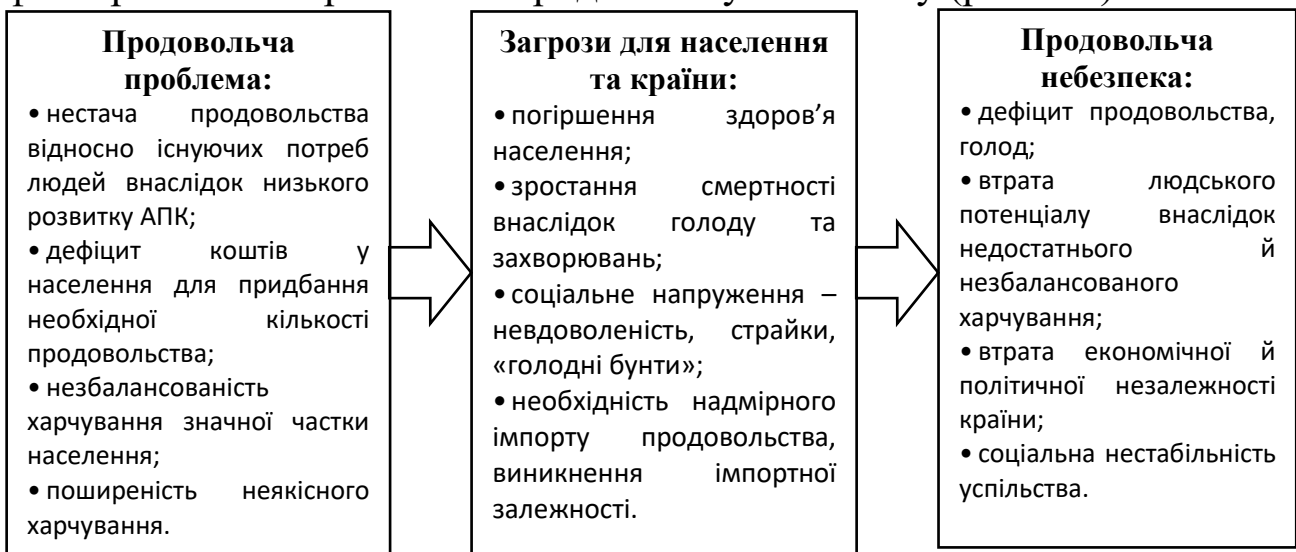 Продовольча
проблема:
• нестача продовольства
відносно існуючих потреб
людей внаслідок низького
розвитку АПК;
• дефіцит коштів у
населення для придбання
необхідної кількості
продовольства;
• незбалансованість
харчування значної частки
населення;
• поширеність неякісного
харчування.
Загрози для населення
та країни:
• погіршення здоров’я
населення;
• зростання смертності
внаслідок голоду та
захворювань;
• соціальне напруження –
невдоволеність, страйки,
«голодні бунти»;
• необхідність надмірного
імпорту продовольства,
виникнення імпортної
залежності.
Продовольча
небезпека:
• дефіцит продовольства,
голод;
• втрата людського
потенціалу внаслідок
недостатнього й
незбалансованого
харчування;
• втрата економічної й
політичної незалежності
країни;
• соціальна нестабільність
успільства.